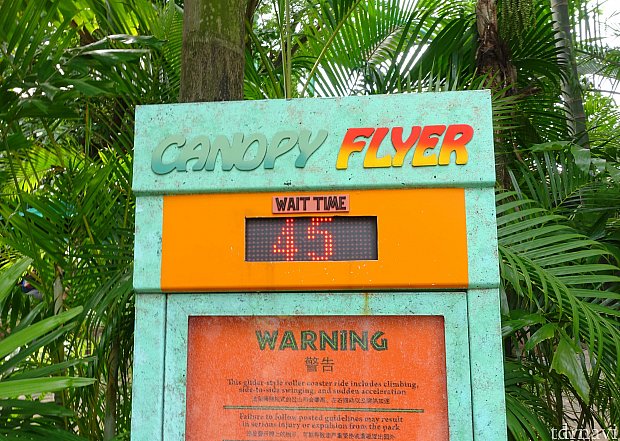 CANOPY FLYER
WAIT TIME
45
WARNING
警告
This glider-style roller coaster ride includes climbing,
side-to-side swinging, and sudden acceleration
Failure to follow posted guidelines may result
in serious injury or expulsion from the park
tdynavi